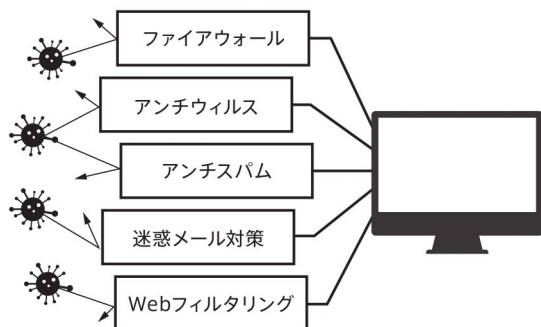 ファイアウォール
アンチウィルス
アンチスパム
迷惑メール対策
Webフィルタリング